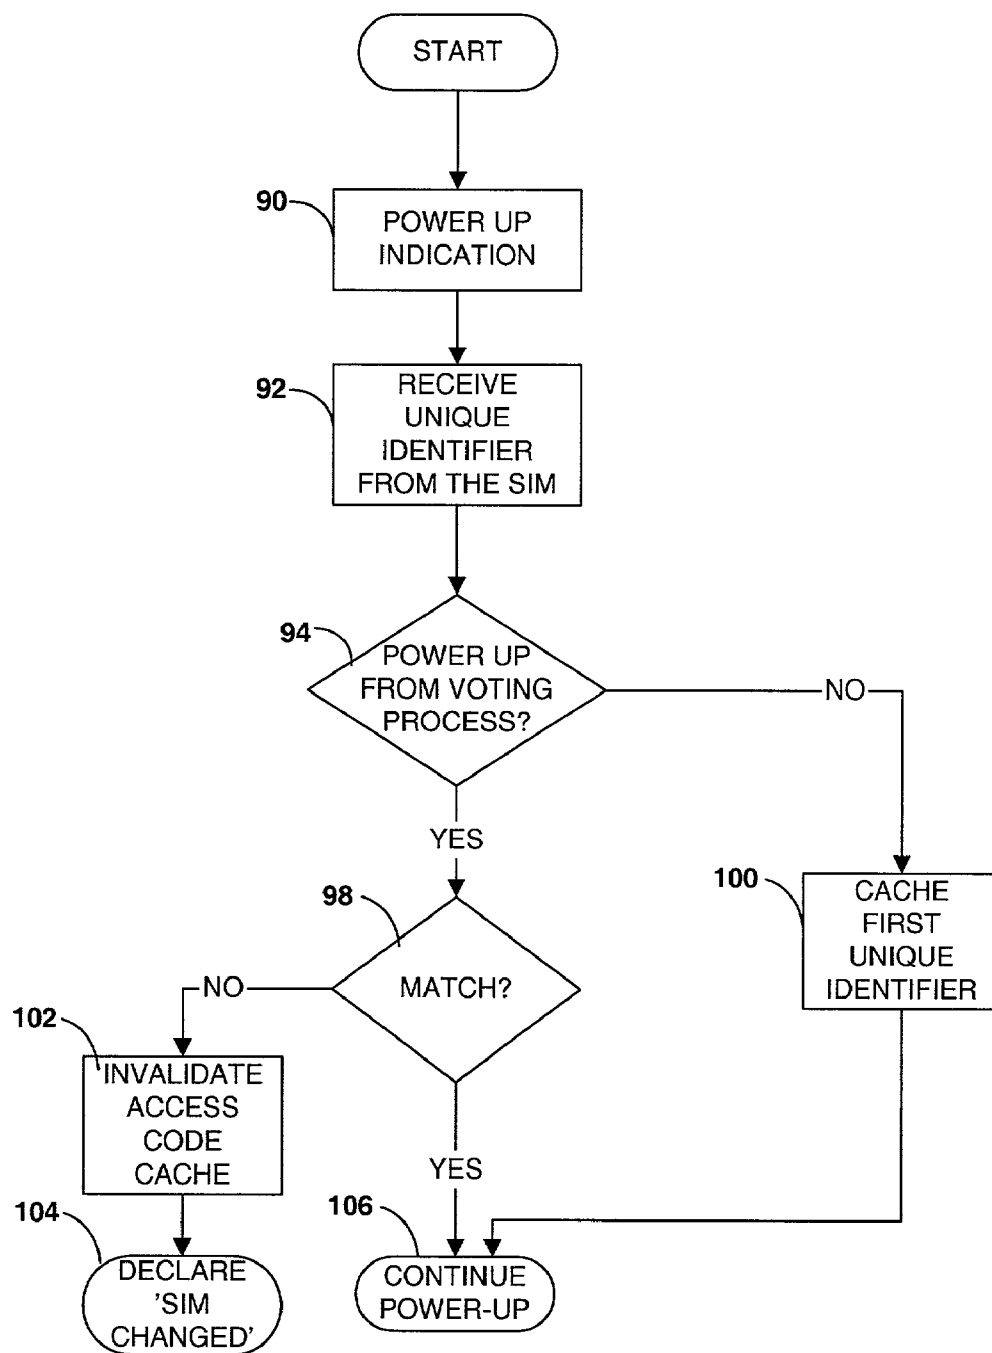 START
90
POWER UP
INDICATION
92
RECEIVE
UNIQUE
IDENTIFIER
FROM THE SIM
94
POWER UP
FROM VOTING
PROCESS?
NO
YES
98
MATCH?
100
CACHE
FIRST
UNIQUE
IDENTIFIER
NO
102
INVALIDATE
ACCESS
CODE
CACHE
YES
104
DECLARE
'SIM
CHANGED'
106
CONTINUE
POWER-UP